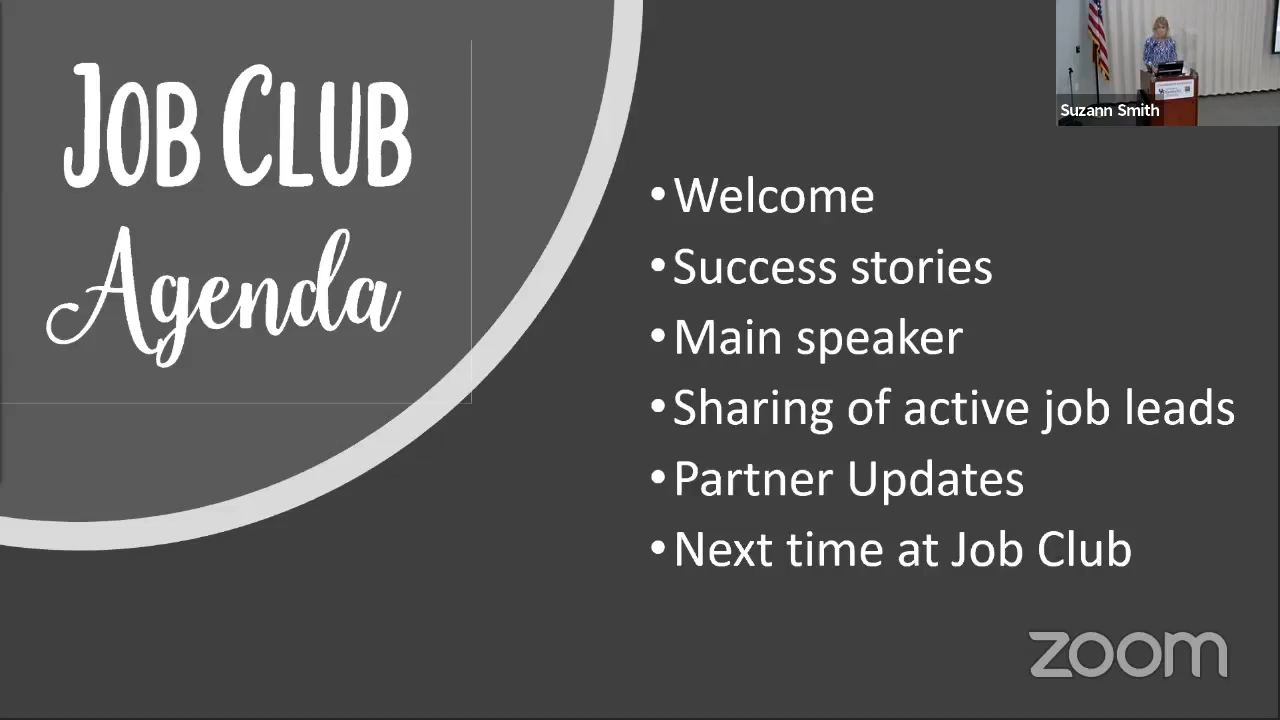 JOB CLUB
Agenda
•Welcome
•Success stories
•Main speaker
•Sharing of active job leads
•Partner Updates
•Next time at Job Club
Suzann Smith
zoom